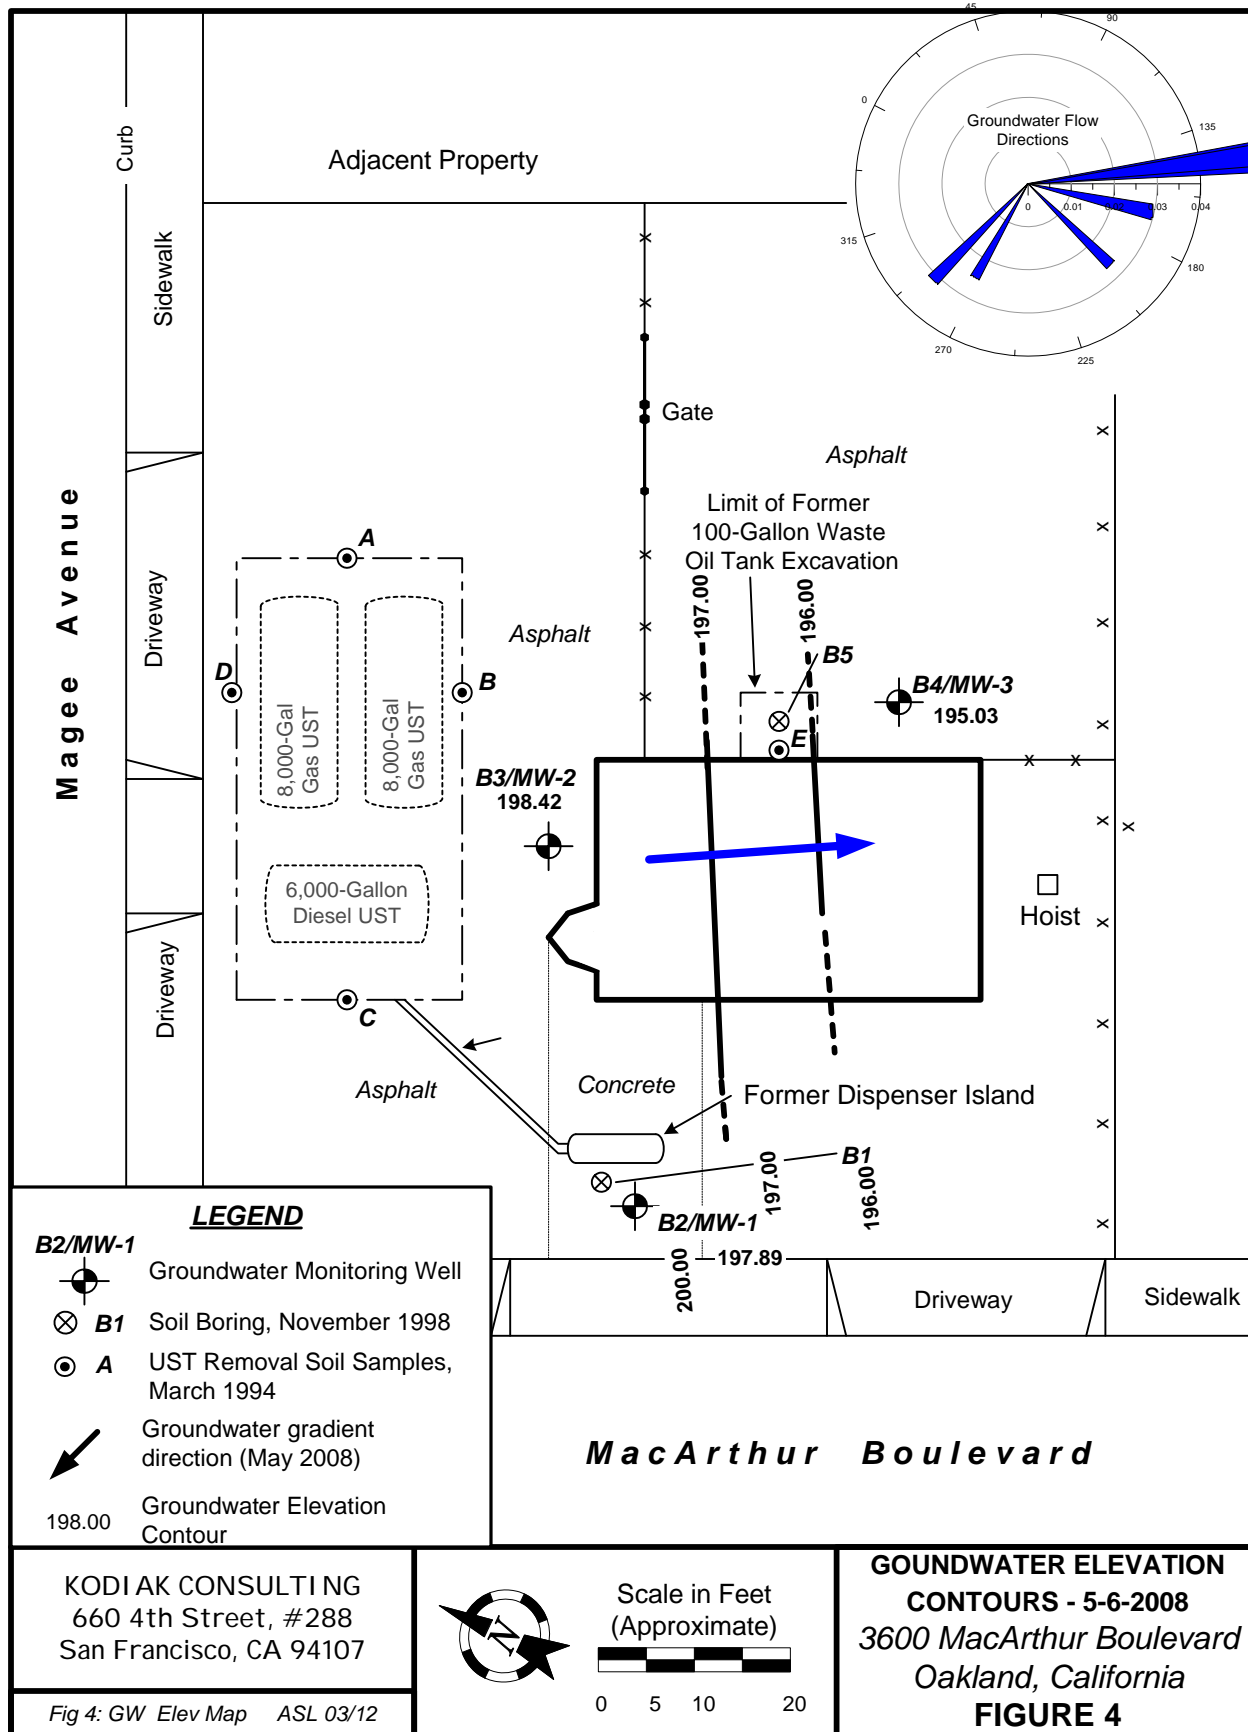 45
90
0
135
Groundwater Flow
Directions
0
0.01
0.02
0.03
0.04
315
180
270
225
Curb
Adjacent Property
Sidewalk
Gate
Asphalt
Limit of Former
100-Gallon Waste
Oil Tank Excavation
Magee Avenue
Driveway
A
Asphalt
197.00
196.00
B5
D
B
B4/MW-3
195.03
8,000-Gal
Gas UST
8,000-Gal
Gas UST
E
B3/MW-2
198.42
6,000-Gallon
Diesel UST
Hoist
Driveway
C
Asphalt
Concrete
Former Dispenser Island
B1
197.00
196.00
B2/MW-1
197.89
200.00
Driveway
Sidewalk
LEGEND
B2/MW-1
Groundwater Monitoring Well
B1 Soil Boring, November 1998
A UST Removal Soil Samples,
March 1994
Groundwater gradient
direction (May 2008)
198.00 Groundwater Elevation
Contour
MacArthur Boulevard
KODIAK CONSULTING
660 4th Street, #288
San Francisco, CA 94107
Fig 4: GW Elev Map ASL 03/12
N
Scale in Feet
(Approximate)
0 5 10 20
GOUNDWATER ELEVATION
CONTOURS - 5-6-2008
3600 MacArthur Boulevard
Oakland, California
FIGURE 4